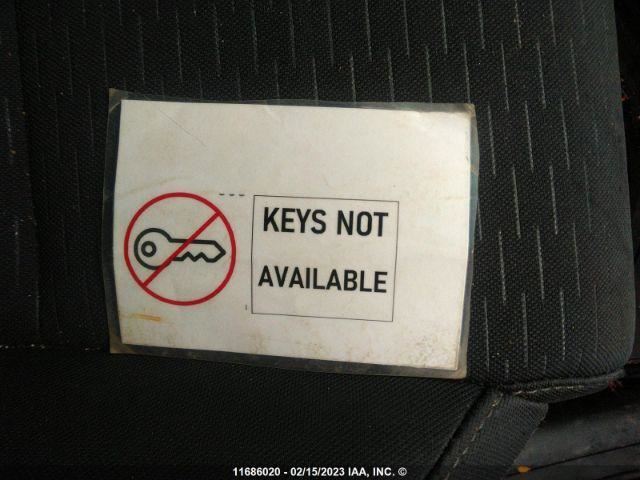 KEYS NOT
AVAILABLE
11686020 - 02/15/2023 IAA, INC. ©